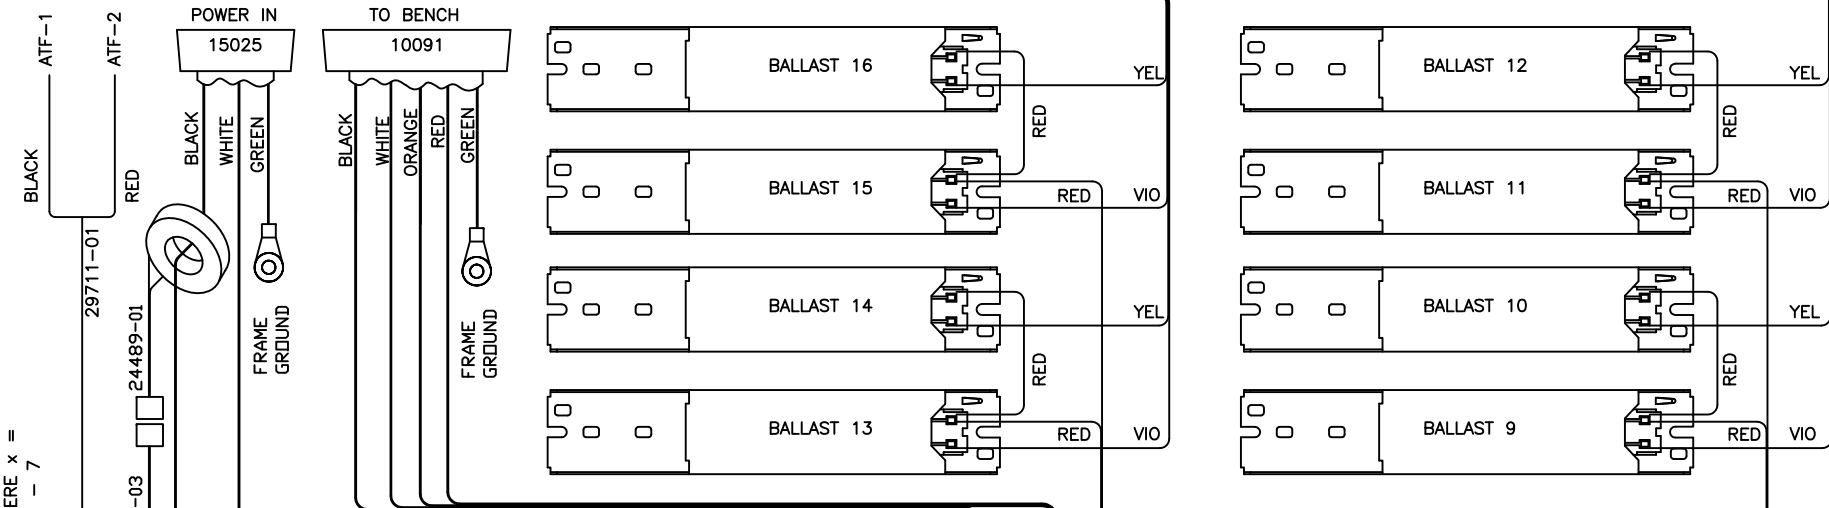 ATF-1
ATF-2
BLACK
RED
29711-01
POWER IN
15025
BLACK
WHITE
GREEN
FRAME
GROUND
24489-01
-03
ERE x =
- 7
TO BENCH
10091
BLACK
WHITE
ORANGE
RED
GREEN
FRAME
GROUND
BALLAST 16
YEL
RED
BALLAST 15
RED
VIO
BALLAST 14
YEL
RED
BALLAST 13
RED
VIO
BALLAST 12
YEL
RED
BALLAST 11
RED
VIO
BALLAST 10
YEL
RED
BALLAST 9
RED
VIO